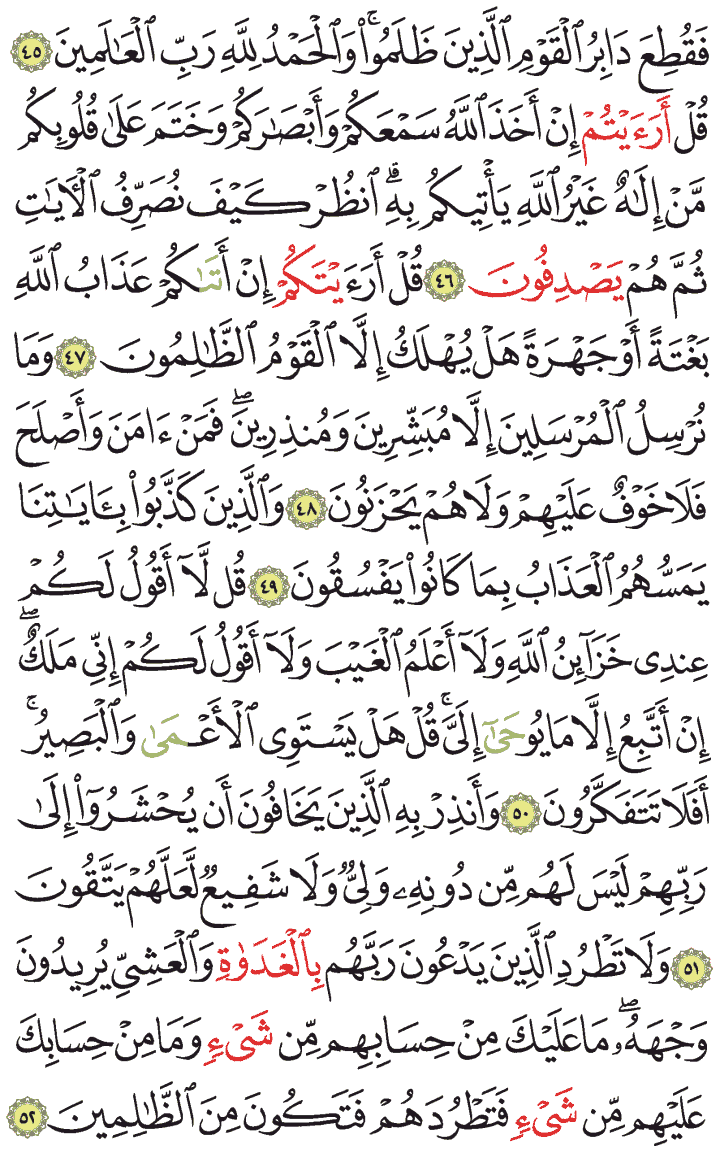 فَقُطِعَ دَابِرُ ٱلْقَوْمِ ٱلَّذِينَ ظَلَمُوا۟ ۚ وَٱلْحَمْدُ لِلَّهِ رَبِّ ٱلْعَـٰلَمِينَ ٤٥
قُلْ أَرَءَيْتُمْ إِنْ أَخَذَ ٱللَّهُ سَمْعَكُمْ وَأَبْصَـٰرَكُمْ وَخَتَمَ عَلَىٰ قُلُوبِكُم
مَّنْ إِلَـٰهٌ غَيْرُ ٱللَّهِ يَأْتِيكُم بِهِ ۗ ٱنظُرْ كَيْفَ نُصَرِّفُ ٱلْـَٔايَـٰتِ
ثُمَّ هُمْ يَصْدِفُونَ ٤٦ قُلْ أَرَءَيْتَكُمْ إِنْ أَتَىٰكُمْ عَذَابُ ٱللَّهِ
بَغْتَةً أَوْ جَهْرَةً هَلْ يُهْلَكُ إِلَّا ٱلْقَوْمُ ٱلظَّـٰلِمُونَ ٤٧ وَمَا
نُرْسِلُ ٱلْمُرْسَلِينَ إِلَّا مُبَشِّرِينَ وَمُنذِرِينَ ۖ فَمَنْ ءَامَنَ وَأَصْلَحَ
فَلَا خَوْفٌ عَلَيْهِمْ وَلَا هُمْ يَحْزَنُونَ ٤٨ وَٱلَّذِينَ كَذَّبُوا۟ بِـَٔايَـٰتِنَا
يَمَسُّهُمُ ٱلْعَذَابُ بِمَا كَانُوا۟ يَفْسُقُونَ ٤٩ قُل لَّآ أَقُولُ لَكُمْ
عِندِى خَزَآئِنُ ٱللَّهِ وَلَآ أَعْلَمُ ٱلْغَيْبَ وَلَآ أَقُولُ لَكُمْ إِنِّى مَلَكٌ ۖ
إِنْ أَتَّبِعُ إِلَّا مَا يُوحَىٰٓ إِلَىَّ ۚ قُلْ هَلْ يَسْتَوِى ٱلْأَعْمَىٰ وَٱلْبَصِيرُ ۚ
أَفَلَا تَتَفَكَّرُونَ ٥٠ وَأَنذِرْ بِهِ ٱلَّذِينَ يَخَافُونَ أَن يُحْشَرُوٓا۟ إِلَىٰ
رَبِّهِمْ لَيْسَ لَهُم مِّن دُونِهِۦ وَلِىٌّ وَلَا شَفِيعٌ لَّعَلَّهُمْ يَتَّقُونَ
٥١ وَلَا تَطْرُدِ ٱلَّذِينَ يَدْعُونَ رَبَّهُم بِٱلْغَدَوٰةِ وَٱلْعَشِىِّ يُرِيدُونَ
وَجْهَهُۥ ۖ مَا عَلَيْكَ مِنْ حِسَابِهِم مِّن شَىْءٍ وَمَا مِنْ حِسَابِكَ
عَلَيْهِم مِّن شَىْءٍ فَتَطْرُدَهُمْ فَتَكُونَ مِنَ ٱلظَّـٰلِمِينَ ٥٢